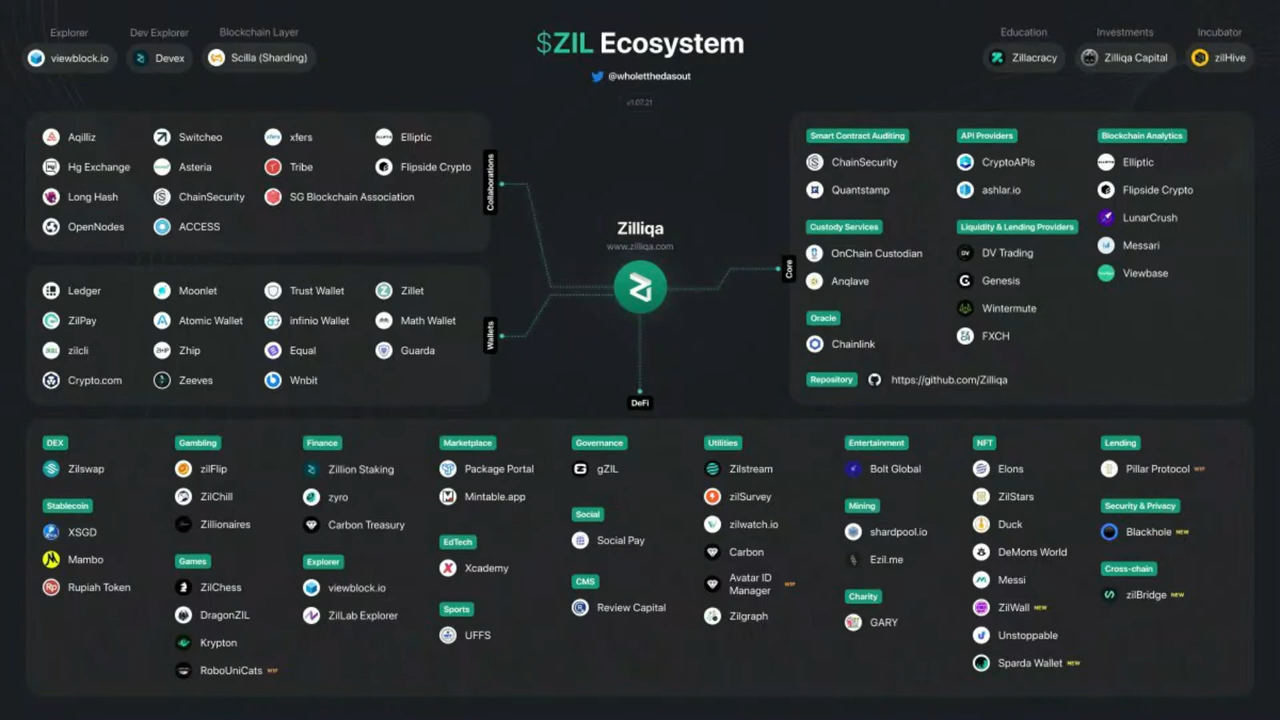 Explorer
viewblock.io
Dev Explorer
Devex
Blockchain Layer
Scilla (Sharding)
$ZIL Ecosystem
@wholetthedasout
v1.07.21
Education
Zillacracy
Investments
Zilliqa Capital
Incubator
zilHive
Aqilliz
Switcheo
xfers
Elliptic
Hg Exchange
Asteria
Tribe
Flipside Crypto
Long Hash
ChainSecurity
SG Blockchain Association
OpenNodes
ACCESS
Collaborations
Ledger
Moonlet
Trust Wallet
Zillet
ZilPay
Atomic Wallet
infinio Wallet
Math Wallet
zilcli
Zhip
Equal
Guarda
Crypto.com
Zeeves
Wnbit
Wallets
Zilliqa
www.zilliqa.com
Core
DeFi
Smart Contract Auditing
ChainSecurity
Quantstamp
Custody Services
OnChain Custodian
Anqlave
Oracle
Chainlink
Repository
https://github.com/Zilliqa
API Providers
CryptoAPIs
ashlar.io
Liquidity & Lending Providers
DV Trading
Genesis
Wintermute
FXCH
Blockchain Analytics
Elliptic
Flipside Crypto
LunarCrush
Messari
Viewbase
DEX
Zilswap
Stablecoin
XSGD
Mambo
Rupiah Token
Gambling
zilFlip
ZilChill
Zillionaires
Games
ZilChess
DragonZIL
Krypton
RoboUniCats WIP
Finance
Zillion Staking
zyro
Carbon Treasury
Explorer
viewblock.io
ZilLab Explorer
Marketplace
Package Portal
Mintable.app
EdTech
Xcademy
Sports
UFFS
Governance
gZIL
Social
Social Pay
CMS
Review Capital
Utilities
Zilstream
zilSurvey
zilwatch.io
Carbon
Avatar ID
Manager WIP
Zilgraph
Entertainment
Bolt Global
Mining
shardpool.io
Ezil.me
Charity
GARY
NFT
Elons
ZilStars
Duck
DeMons World
Messi
ZilWall NEW
Unstoppable
Sparda Wallet NEW
Lending
Pillar Protocol WIP
Security & Privacy
Blackhole NEW
Cross-chain
zilBridge NEW